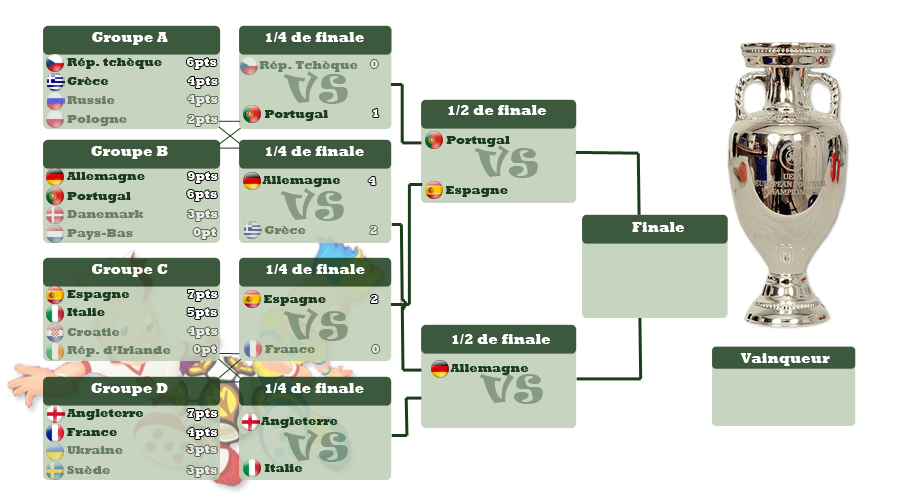 Groupe A
Rép. tchèque 6pts
Grèce 4pts
Russie 4pts
Pologne 2pts
Groupe B
Allemagne 9pts
Portugal 6pts
Danemark 3pts
Pays-Bas 0pt
Groupe C
Espagne 7pts
Italie 5pts
Croatie 4pts
Rép. d'Irlande 0pt
Groupe D
Angleterre 7pts
France 4pts
Ukraine 3pts
Suède 3pts
1/4 de finale
Rép. Tchèque 0
VS
Portugal 1
1/4 de finale
Allemagne 4
VS
Grèce 2
1/4 de finale
Espagne 2
VS
France 0
1/4 de finale
Angleterre
VS
Italie
1/2 de finale
Portugal
VS
Espagne
1/2 de finale
Allemagne
VS
Finale
UEFA
EUROPEAN FOOTBALL
CHAMPIONSHIP
Vainqueur